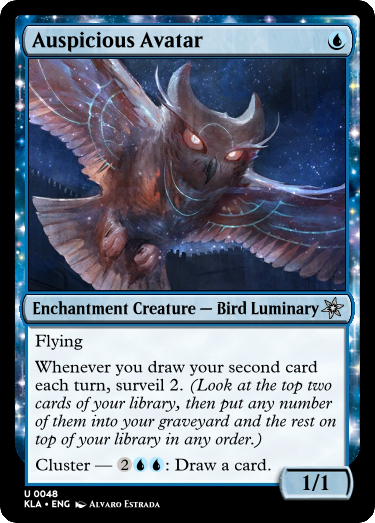 Auspicious Avatar
Enchantment Creature — Bird Luminary
Flying
Whenever you draw your second card
each turn, surveil 2. (Look at the top two
cards of your library, then put any number
of them into your graveyard and the rest on
top of your library in any order.)
Cluster — 2: Draw a card.
1/1
U 0048
KLA • ENG Alvaro Estrada